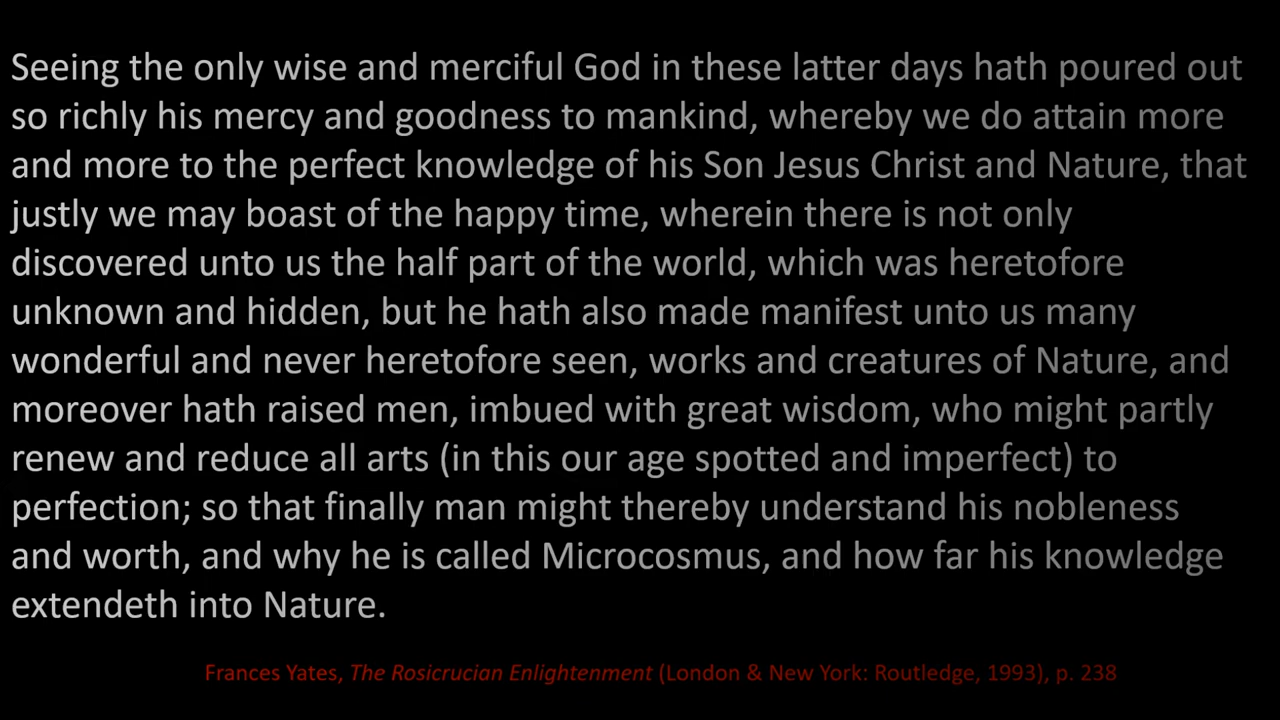 Seeing the only wise and merciful God in these latter days hath poured out
so richly his mercy and goodness to mankind, whereby we do attain more
and more to the perfect knowledge of his Son Jesus Christ and Nature, that
justly we may boast of the happy time, wherein there is not only
discovered unto us the half part of the world, which was heretofore
unknown and hidden, but he hath also made manifest unto us many
wonderful and never heretofore seen, works and creatures of Nature, and
moreover hath raised men, imbued with great wisdom, who might partly
renew and reduce all arts (in this our age spotted and imperfect) to
perfection; so that finally man might thereby understand his nobleness
and worth, and why he is called Microcosmus, and how far his knowledge
extendeth into Nature.
Frances Yates, The Rosicrucian Enlightenment (London & New York: Routledge, 1993), p. 238